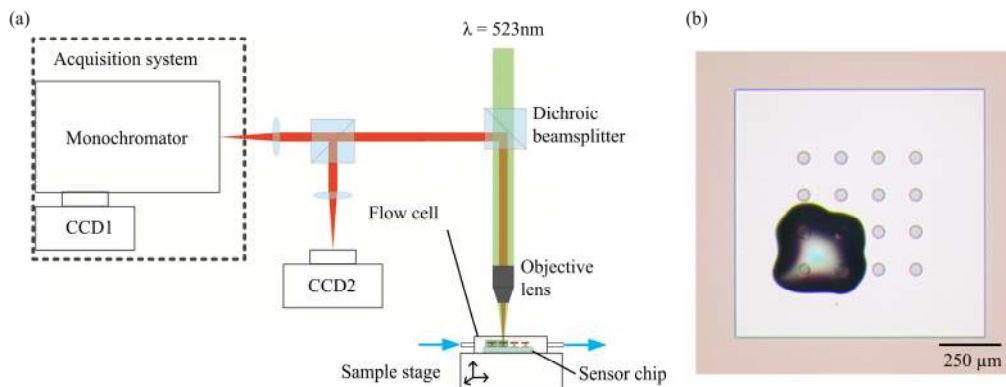 (a)
λ = 523nm
Acquisition system
Monochromator
CCD1
CCD2
Dichroic
beamsplitter
Flow cell
Objective
lens
Sample stage
Sensor chip
(b)
250 μm